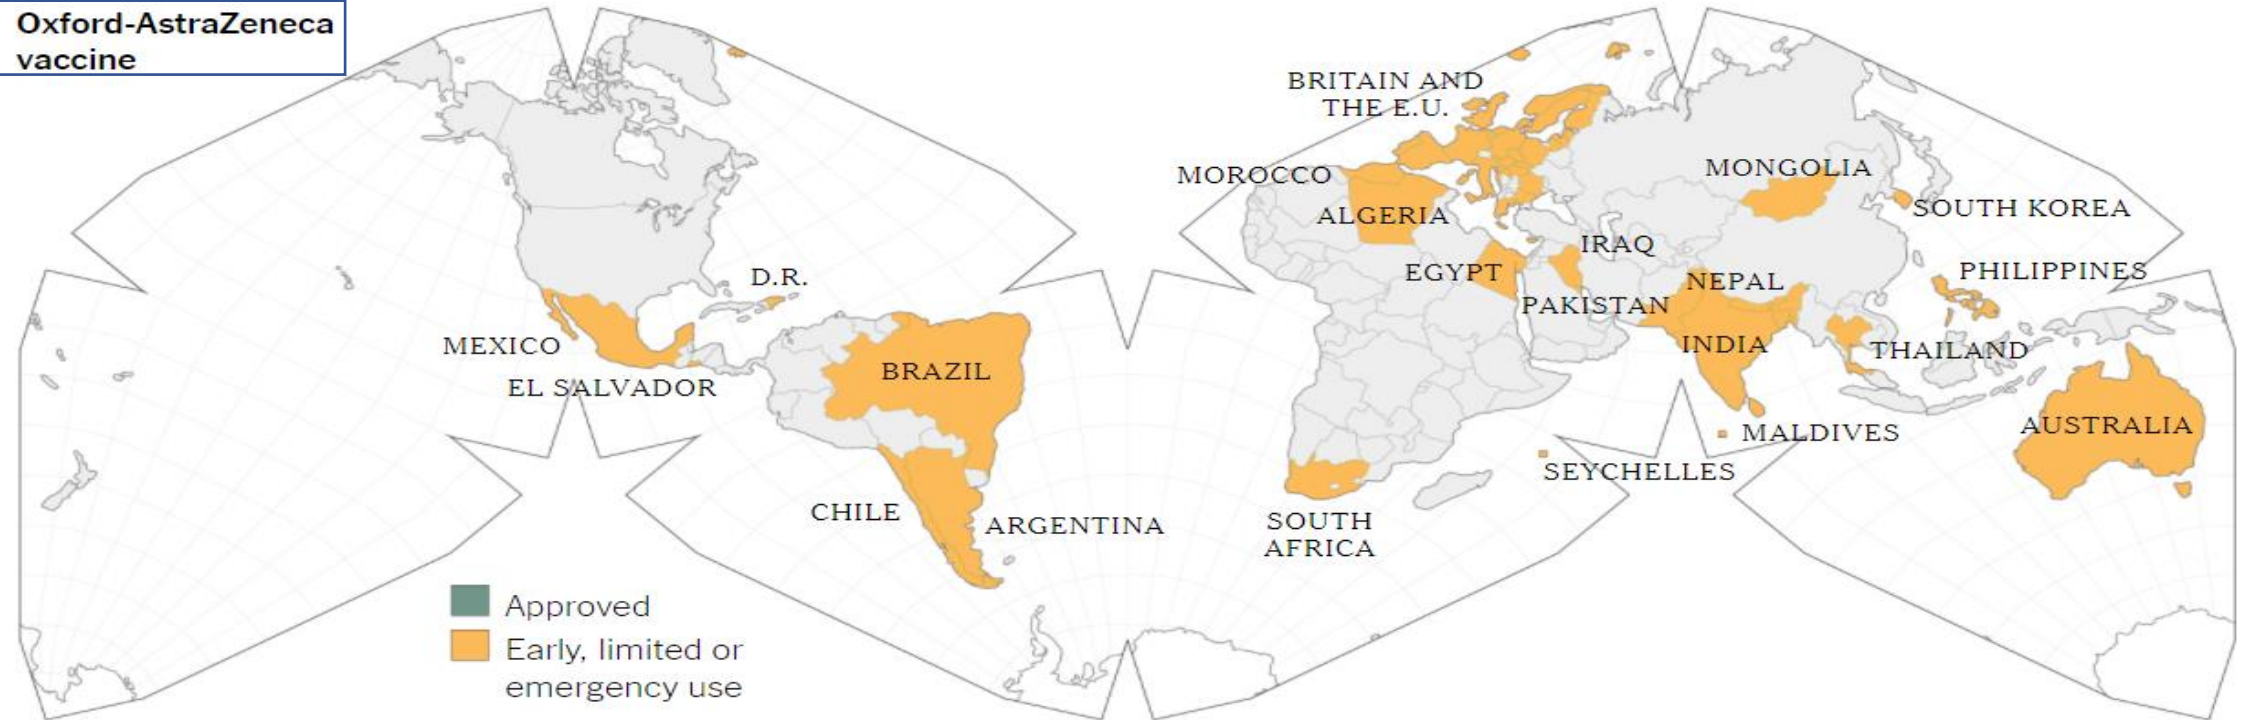 Oxford-AstraZeneca
vaccine
BRITAIN AND
THE E.U.
MOROCCO
MONGOLIA
ALGERIA
SOUTH KOREA
IRAQ
EGYPT
D.R.
NEPAL
PHILIPPINES
PAKISTAN
MEXICO
INDIA
THAILAND
EL SALVADOR
BRAZIL
MALDIVES
AUSTRALIA
SEYCHELLES
CHILE
ARGENTINA
SOUTH
AFRICA
Approved
Early, limited or
emergency use